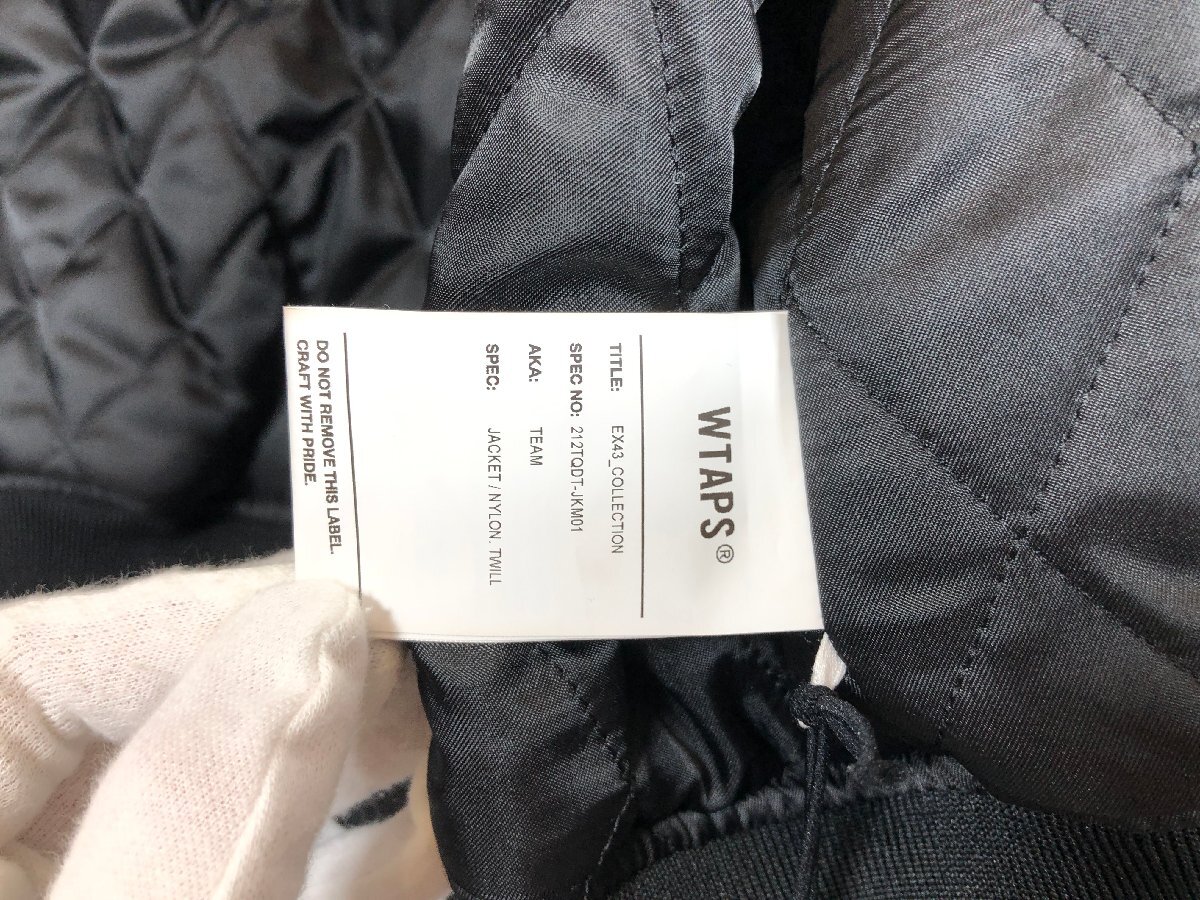 WTAPS®
TITLE: EX43_COLLECTION
SPEC NO: 212TQDT-JKM01
AKA: TEAM
SPEC: JACKET / NYLON. TWILL
DO NOT REMOVE THIS LABEL.
CRAFT WITH PRIDE.